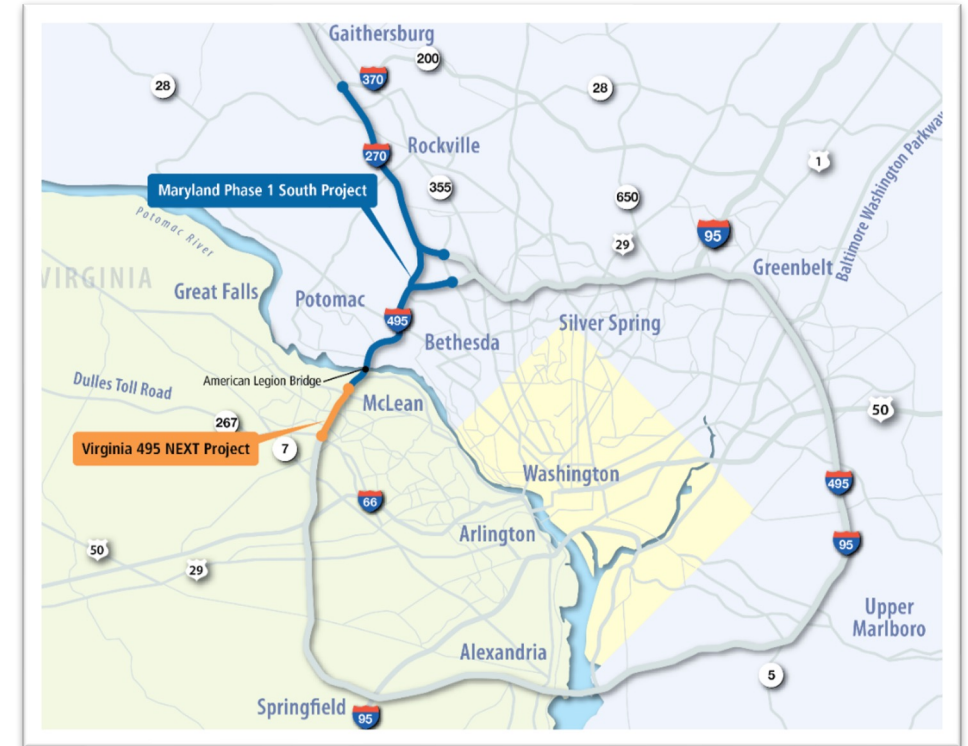 Gaithersburg
200
370
28
28
270
Rockville
1
Baltimore Washington Parkway
Maryland Phase 1 South Project
355
650
Potomac River
29
95
VIRGINIA
Great Falls
Potomac
Greenbelt
495
Silver Spring
Bethesda
American Legion Bridge
Dulles Toll Road
McLean
50
267
Virginia 495 NEXT Project
7
Washington
495
66
Arlington
95
50
29
Upper
Marlboro
Alexandria
5
Springfield
95